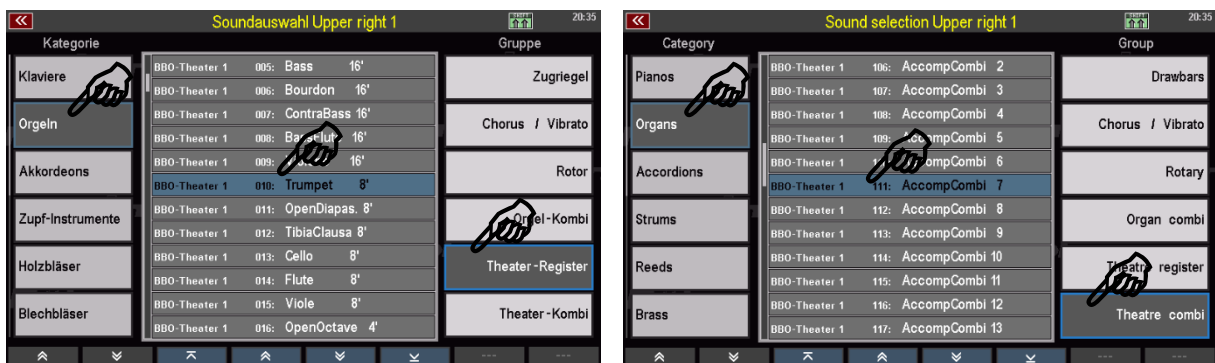 Soundauswahl Upper right 1
20:35
Kategorie
Gruppe
Klaviere
Orgeln
Akkordeons
Zupf-Instrumente
Holzbläser
Blechbläser
BBO-Theater 1 005: Bass 16'
BBO-Theater 1 006: Bourdon 16'
BBO-Theater 1 007: ContraBass 16'
BBO-Theater 1 008: 16'
BBO-Theater 1 009: 16'
BBO-Theater 1 010: Trumpet 8'
BBO-Theater 1 011: OpenDiapas. 8'
BBO-Theater 1 012: TibiaClausa 8'
BBO-Theater 1 013: Cello 8'
BBO-Theater 1 014: Flute 8'
BBO-Theater 1 015: Viole 8'
BBO-Theater 1 016: OpenOctave 4'
Zugriegel
Chorus / Vibrato
Rotor
Orgel-Kombi
Theater-Register
Theater-Kombi
--- ---
Sound selection Upper right 1
20:35
Category
Group
Pianos
Organs
Accordions
Strums
Reeds
Brass
BBO-Theater 1 106: AccompCombi 2
BBO-Theater 1 107: AccompCombi 3
BBO-Theater 1 108: AccompCombi 4
BBO-Theater 1 109: AccompCombi 5
BBO-Theater 1 AccompCombi 6
BBO-Theater 1 111: AccompCombi 7
BBO-Theater 1 112: AccompCombi 8
BBO-Theater 1 113: AccompCombi 9
BBO-Theater 1 114: AccompCombi 10
BBO-Theater 1 115: AccompCombi 11
BBO-Theater 1 116: AccompCombi 12
BBO-Theater 1 117: AccompCombi 13
Drawbars
Chorus / Vibrato
Rotary
Organ combi
Theatre register
Theatre combi
--- ---